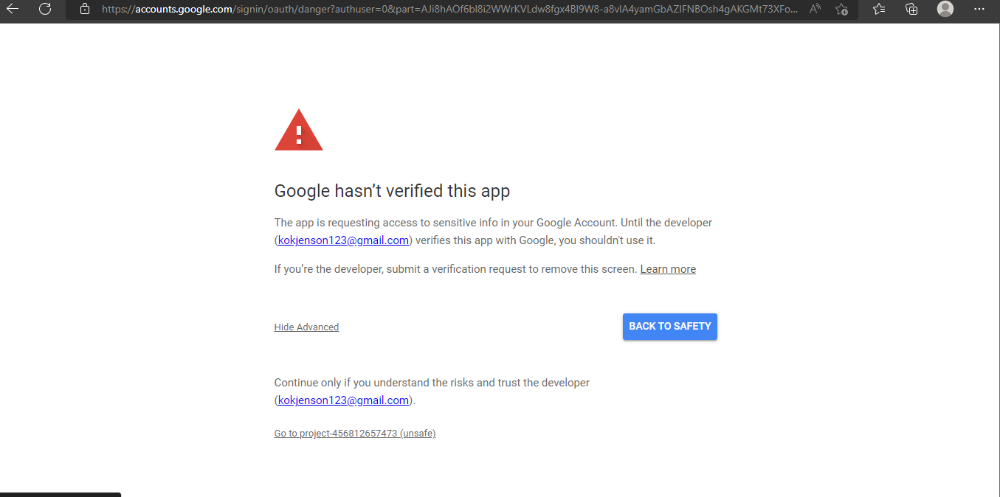 https://accounts.google.com/signin/oauth/danger?authuser=0&part=AJi8hAOf6bl8i2WWrKVLdw8fgx4Bl9W8-a8vlA4yamGbAZIFNBOsh4gAKGMt73XFo...
Google hasn’t verified this app
The app is requesting access to sensitive info in your Google Account. Until the developer
(kokjenson123@gmail.com) verifies this app with Google, you shouldn't use it.
If you’re the developer, submit a verification request to remove this screen. Learn more
Hide Advanced
BACK TO SAFETY
Continue only if you understand the risks and trust the developer
(kokjenson123@gmail.com).
Go to project-456812657473 (unsafe)